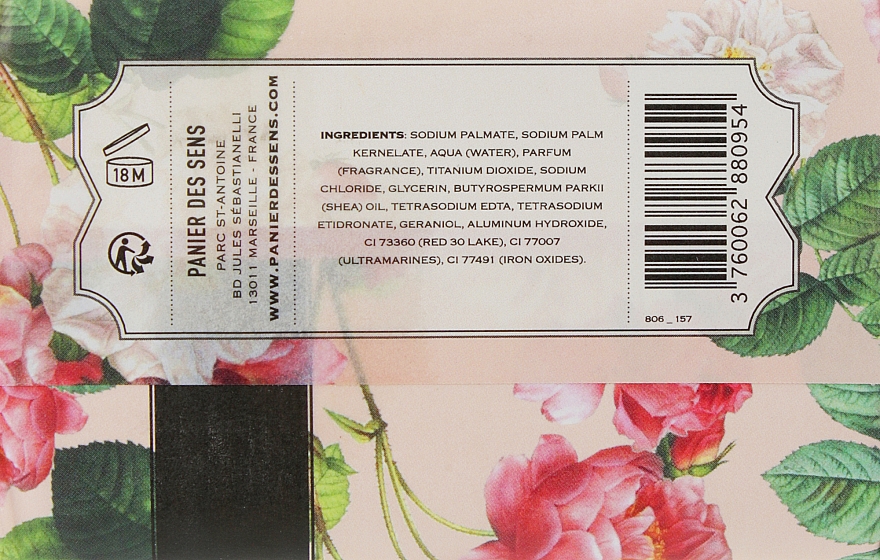 18 M
PANIER DES SENS
PARC ST-ANTOINE
BD JULES SÉBASTIANELLI
13011 MARSEILLE - FRANCE
WWW.PANIERDESSENS.COM
INGREDIENTS: SODIUM PALMATE, SODIUM PALM
KERNELATE, AQUA (WATER), PARFUM
(FRAGRANCE), TITANIUM DIOXIDE, SODIUM
CHLORIDE, GLYCERIN, BUTYROSPERMUM PARKII
(SHEA) OIL, TETRASODIUM EDTA, TETRASODIUM
ETIDRONATE, GERANIOL, ALUMINUM HYDROXIDE,
CI 73360 (RED 30 LAKE), CI 77007
(ULTRAMARINES), CI 77491 (IRON OXIDES).
3 760062 880954
806 _ 157